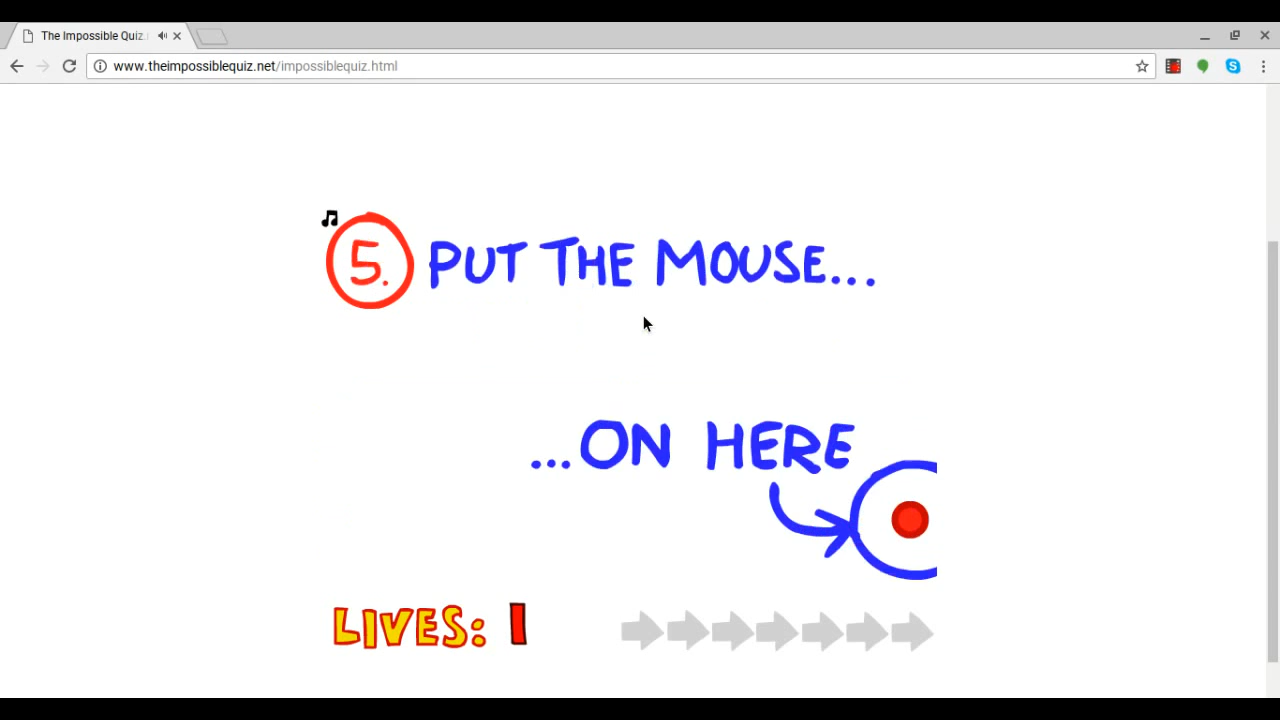 The Impossible Quiz.
www.theimpossiblequiz.net/impossiblequiz.html
5. PUT THE MOUSE...
...ON HERE
LIVES: 1